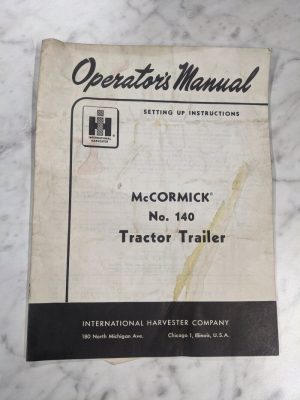 Operator's Manual
SETTING UP INSTRUCTIONS
IH
INTERNATIONAL
HARVESTER
McCORMICK®
No. 140
Tractor Trailer
INTERNATIONAL HARVESTER COMPANY
180 North Michigan Ave. Chicago 1, Illinois, U.S.A.